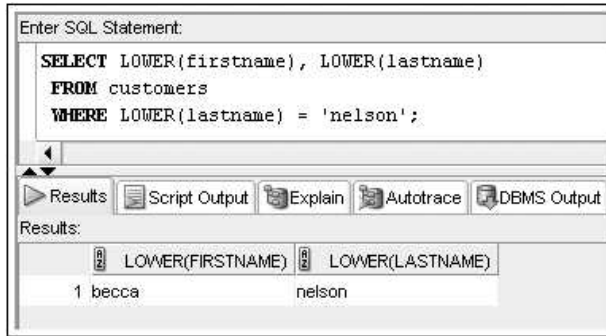 Enter SQL Statement:
SELECT LOWER(firstname), LOWER(lastname)
FROM customers
WHERE LOWER(lastname) = 'nelson';
Results Script Output Explain Autotrace DBMS Output
Results:
LOWER(FIRSTNAME) LOWER(LASTNAME)
1 becca nelson